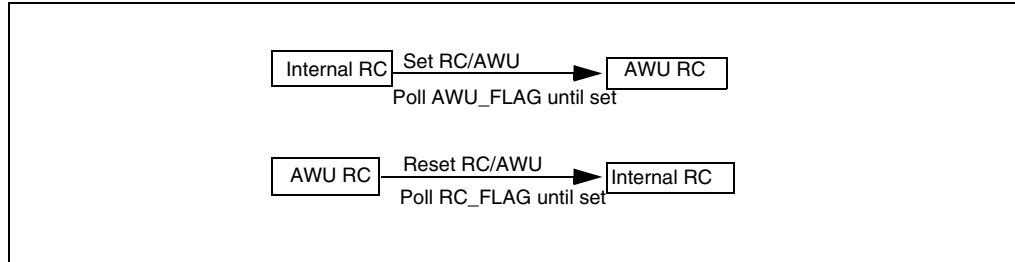 Internal RC
Set RC/AWU
AWU RC
Poll AWU_FLAG until set
AWU RC
Reset RC/AWU
Internal RC
Poll RC_FLAG until set